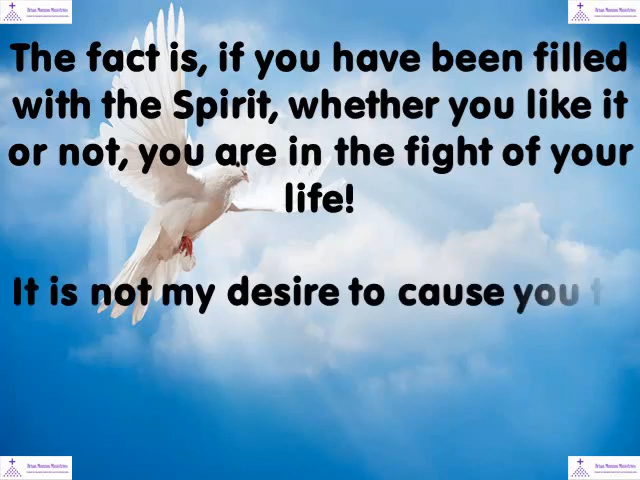 The fact is, if you have been filled
with the Spirit, whether you like it
or not, you are in the fight of your
life!
It is not my desire to cause you t